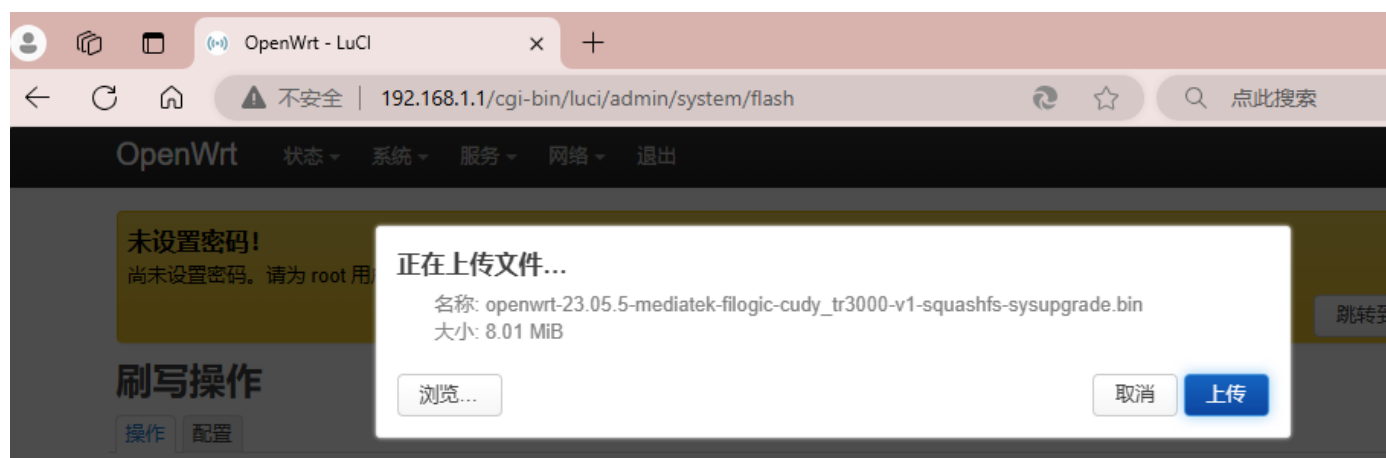 OpenWrt - LuCI
不安全 192.168.1.1/cgi-bin/luci/admin/system/flash 点此搜索
OpenWrt 状态 系统 服务 网络 退出
未设置密码!
尚未设置密码。请为 root 用
跳转到
正在上传文件...
名称: openwrt-23.05.5-mediatek-filogic-cudy_tr3000-v1-squashfs-sysupgrade.bin
大小: 8.01 MiB
浏览... 取消 上传
刷写操作
操作 配置